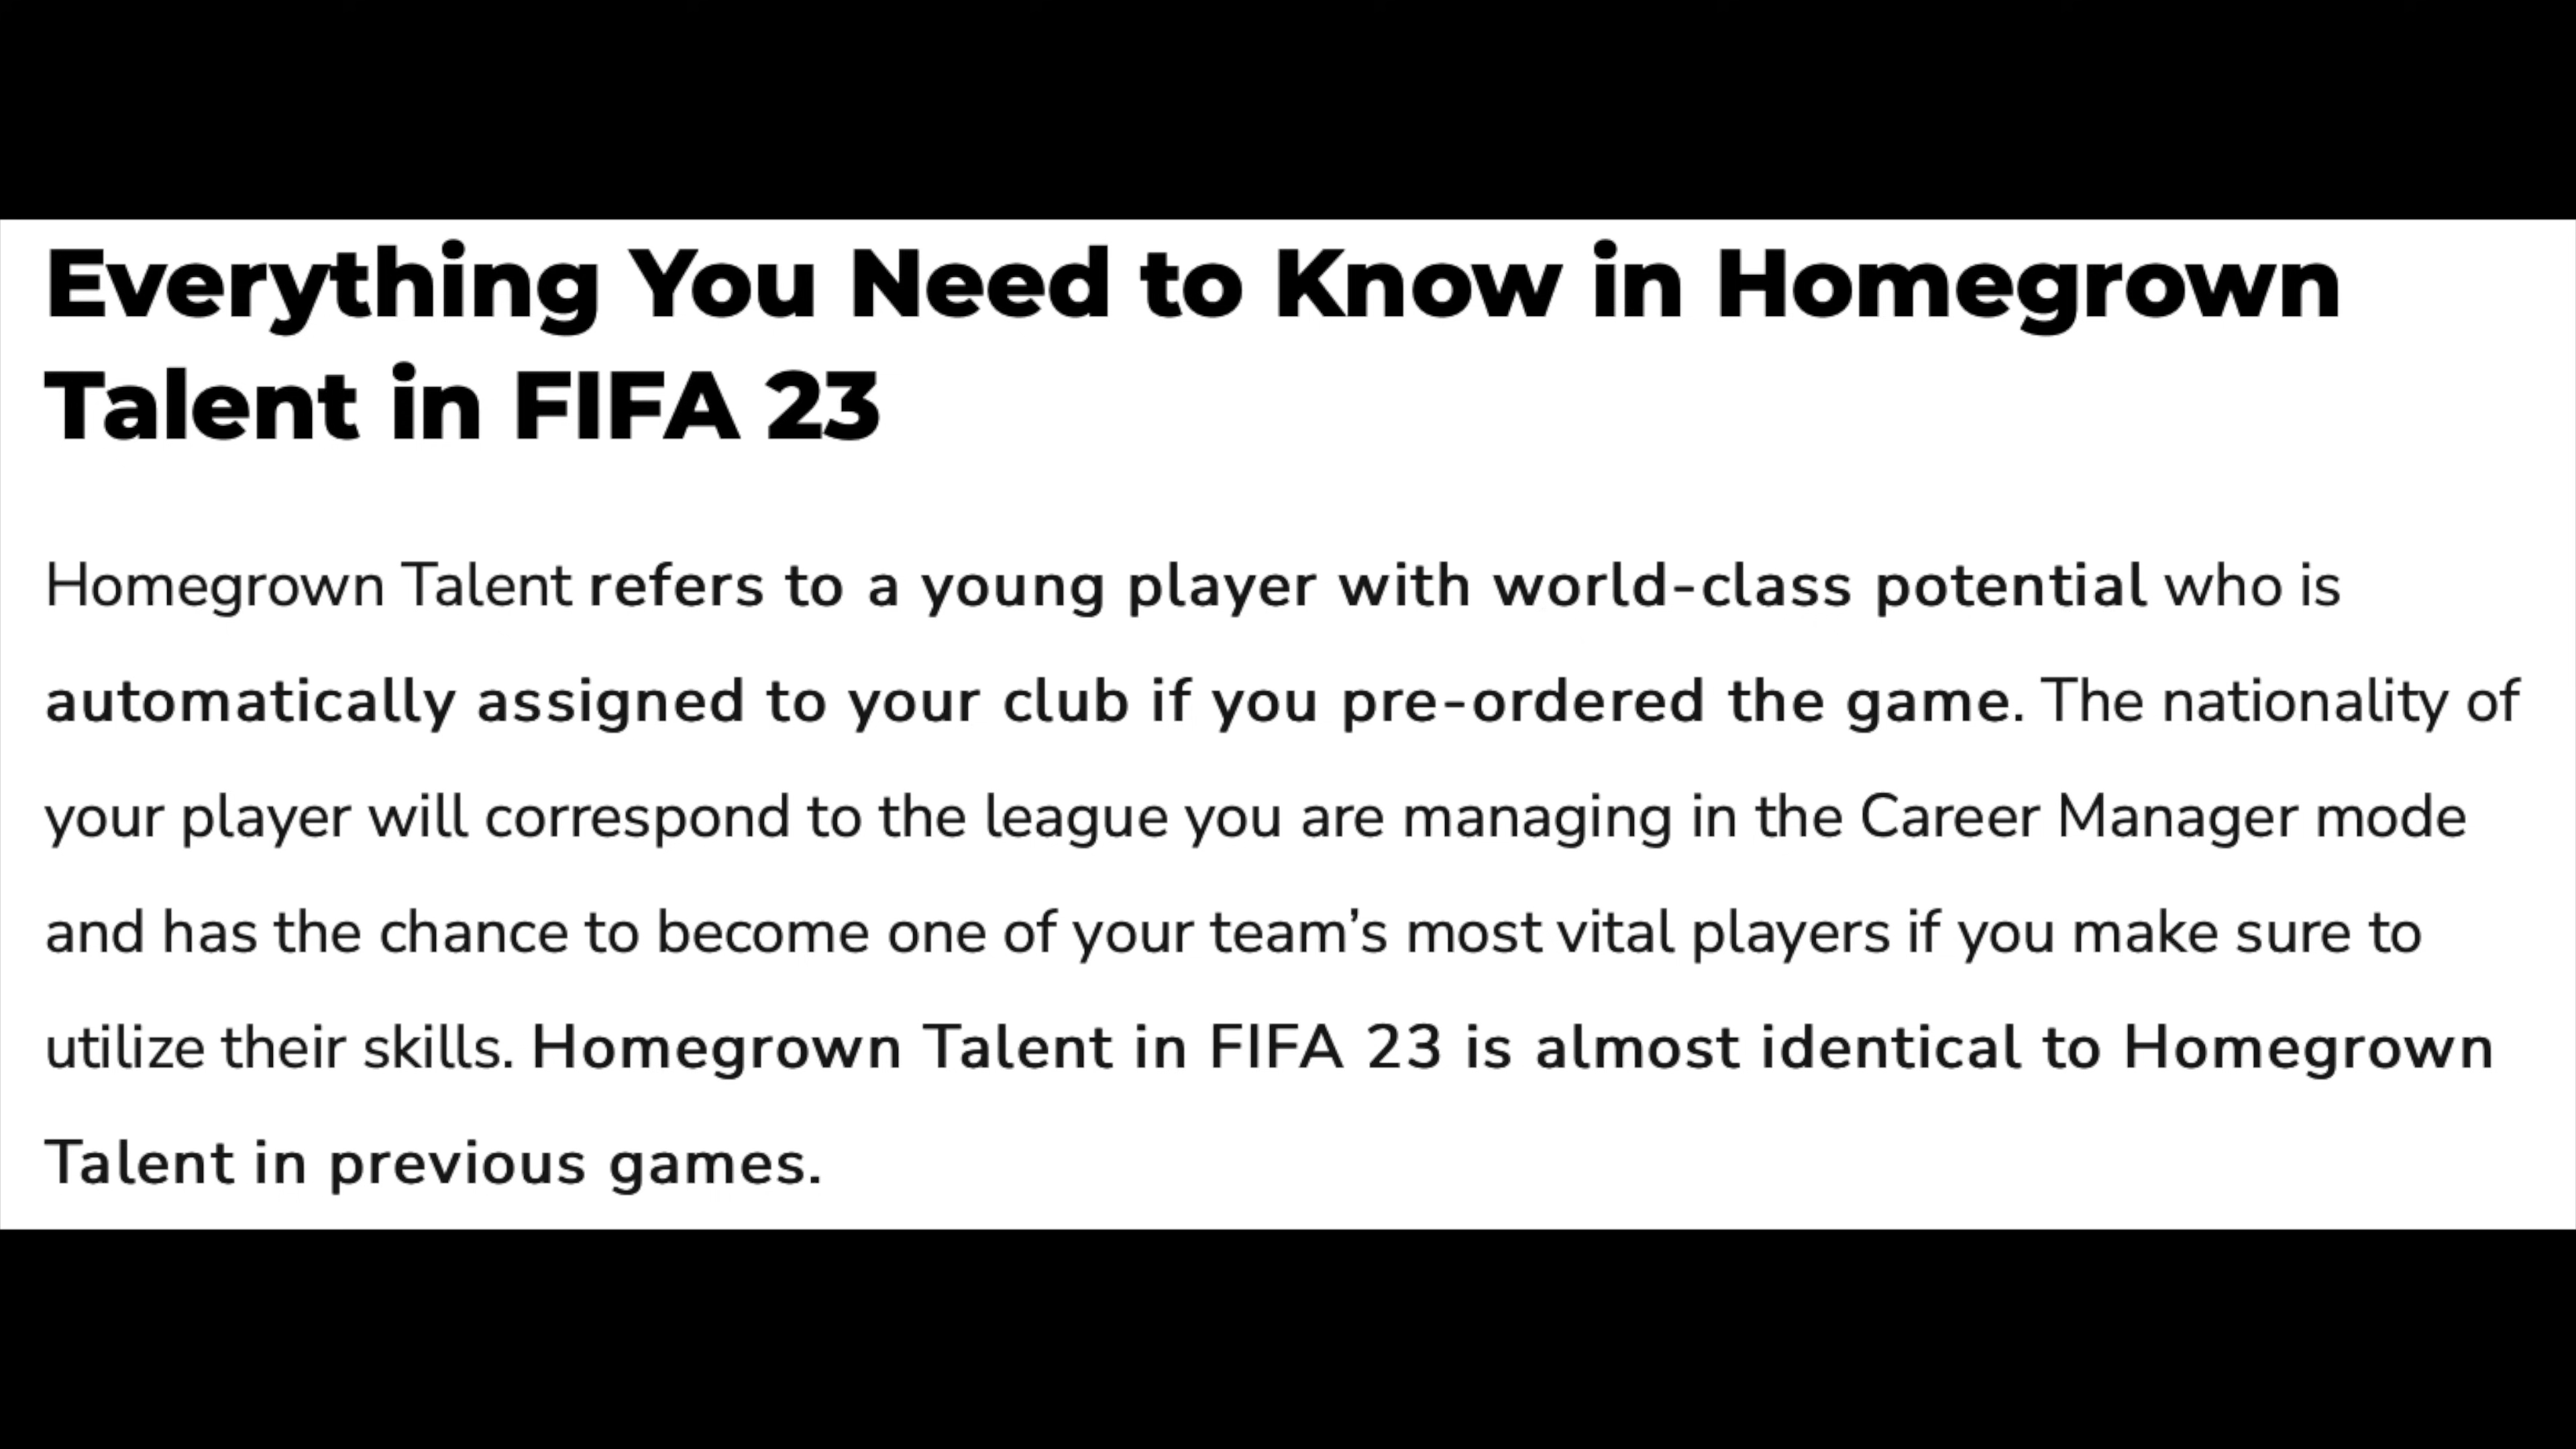 Everything You Need to Know in Homegrown
Talent in FIFA 23
Homegrown Talent refers to a young player with world-class potential who is
automatically assigned to your club if you pre-ordered the game. The nationality of
your player will correspond to the league you are managing in the Career Manager mode
and has the chance to become one of your team’s most vital players if you make sure to
utilize their skills. Homegrown Talent in FIFA 23 is almost identical to Homegrown
Talent in previous games.